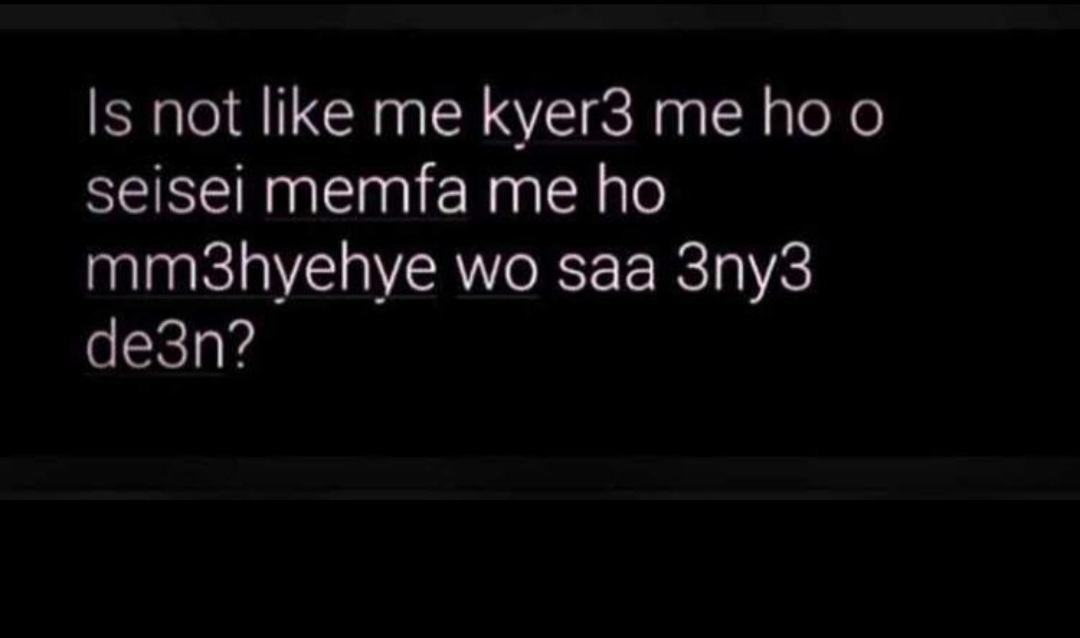 Is not like me kyer3 me ho o
seisei memfa me ho
mm3hyehye wo saa 3ny3
de3n?